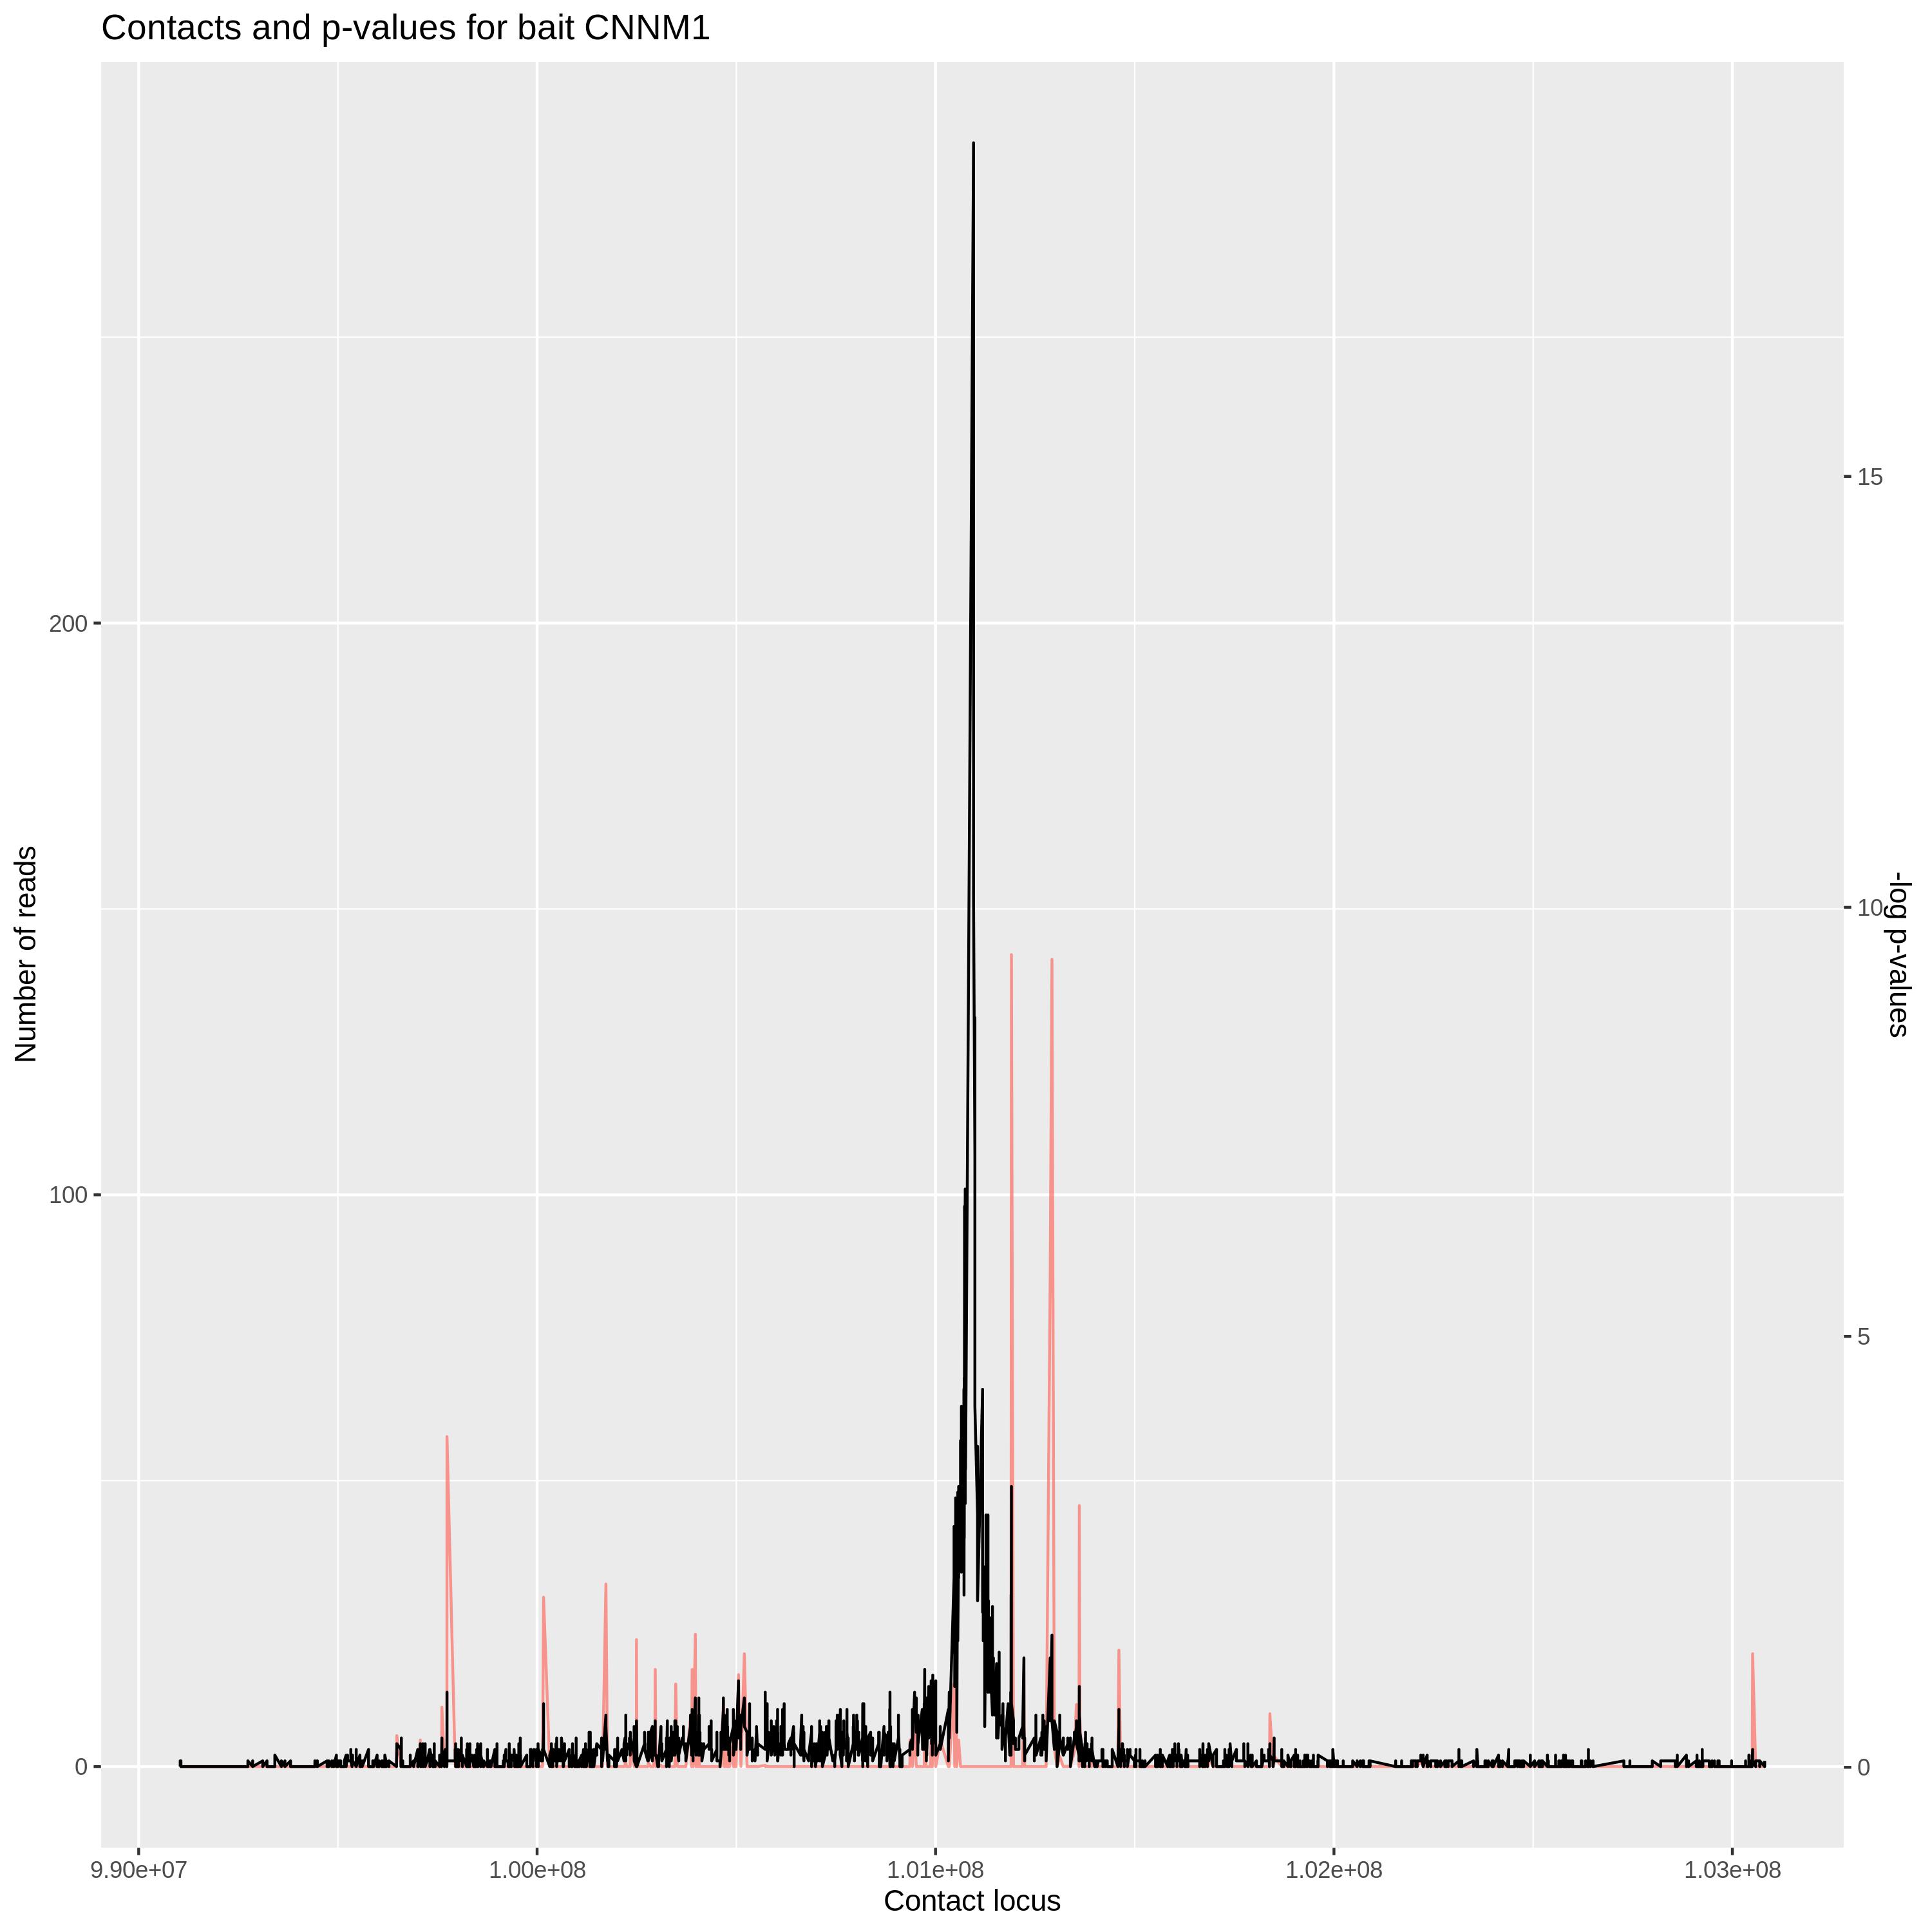 Contacts and p-values for bait CNNM1
Number of reads
200
100
0
15
10
5
0
-log p-values
9.90e+07 1.00e+08 1.01e+08 1.02e+08 1.03e+08
Contact locus